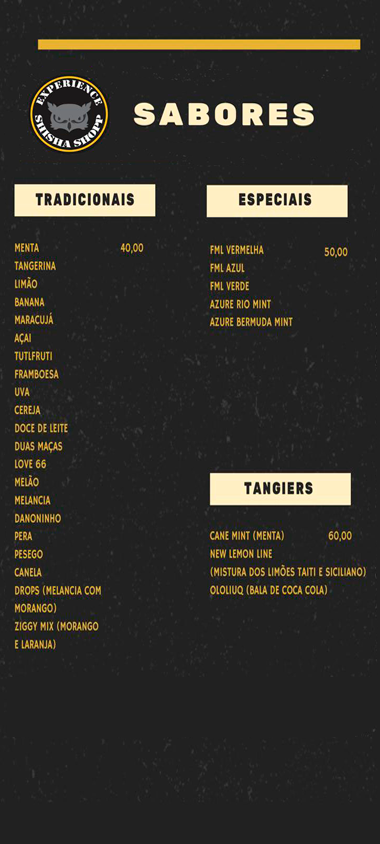 EXPERIENCE
SHISHA SHOPP
SABORES
TRADICIONAIS
MENTA 40,00
TANGERINA
LIMÃO
BANANA
MARACUJÁ
AÇAI
TUTLFRUTI
FRAMBOESA
UVA
CEREJA
DOCE DE LEITE
DUAS MAÇAS
LOVE 66
MELÃO
MELANCIA
DANONINHO
PERA
PESEGO
CANELA
DROPS (MELANCIA COM
MORANGO)
ZIGGY MIX (MORANGO
E LARANJA)
ESPECIAIS
FML VERMELHA 50,00
FML AZUL
FML VERDE
AZURE RIO MINT
AZURE BERMUDA MINT
TANGIERS
CANE MINT (MENTA) 60,00
NEW LEMON LINE
(MISTURA DOS LIMÕES TAITI E SICILIANO)
OLOLIUQ (BALA DE COCA COLA)